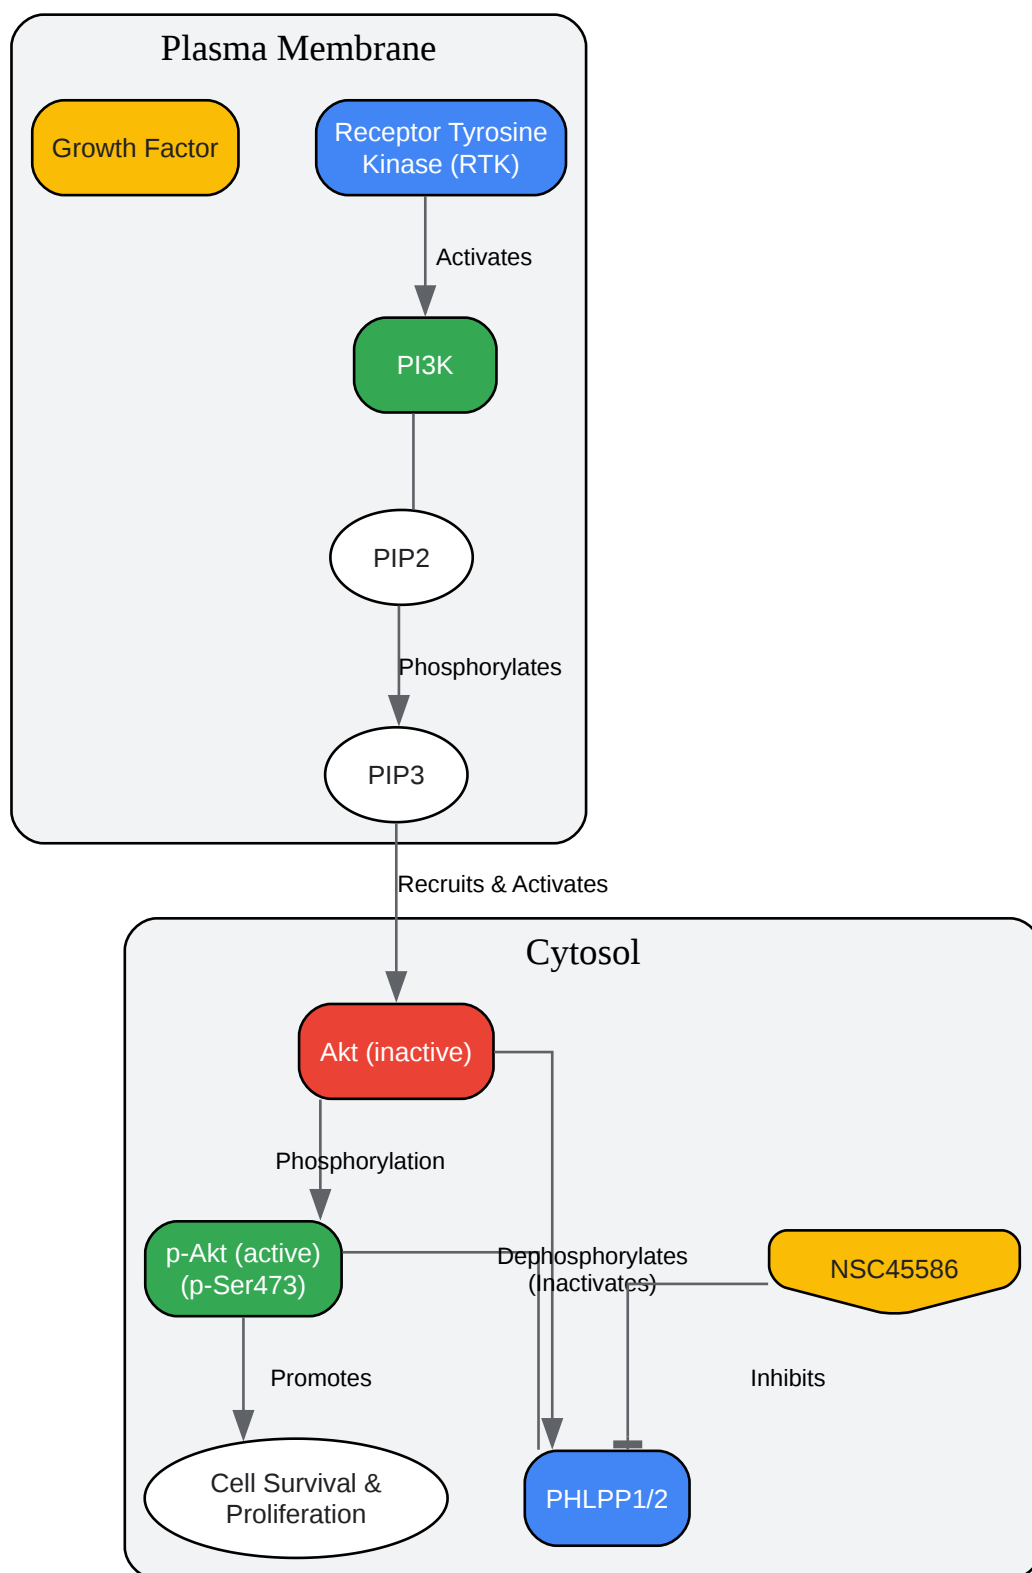 Plasma Membrane
Growth Factor
Receptor Tyrosine
Kinase (RTK)
Activates
PI3K
PIP2
Phosphorylates
PIP3
Recruits & Activates
Cytosol
Akt (inactive)
Phosphorylation
p-Akt (active)
(p-Ser473)
Dephosphorylates
(Inactivates)
NSC45586
Promotes
Inhibits
Cell Survival &
Proliferation
PHLPP1/2